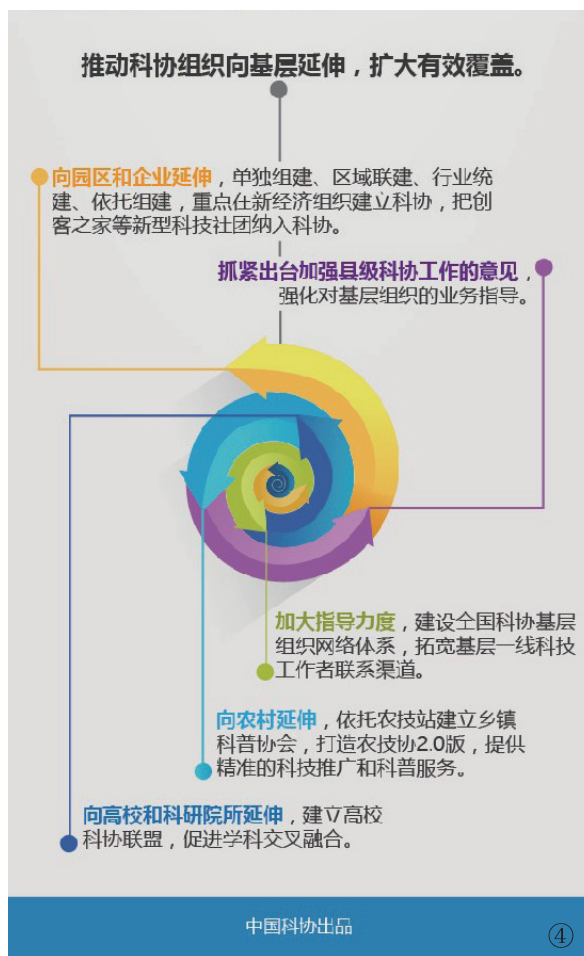 推动科协组织向基层延伸，扩大有效覆盖。
向园区和企业延伸，单独组建、区域联建、行业统
建、依托组建，重点在新经济组织建立科协，把创
客之家等新型科技社团纳入科协。
抓紧出台加强县级科协工作的意见，
强化对基层组织的业务指导。
加大指导力度，建设全国科协基层
组织网络体系，拓宽基层一线科技
工作者联系渠道。
向农村延伸，依托农技站建立乡镇
科普协会，打造农技协2.0版，提供
精准的科技推广和科普服务。
向高校和科研院所延伸，建立高校
科协联盟，促进学科交叉融合。
中国科协出品
④